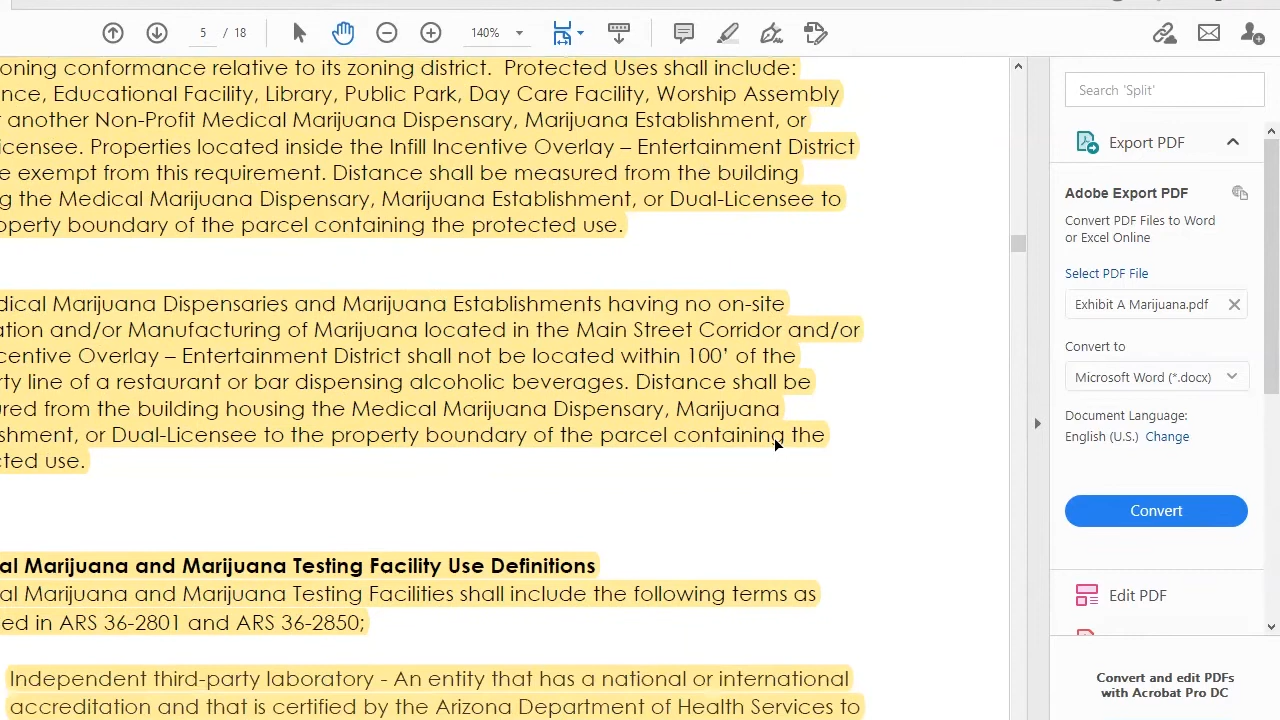 5 / 18
140%
oning conformance relative to its zoning district. Protected Uses shall include:
nce, Educational Facility, Library, Public Park, Day Care Facility, Worship Assembly
another Non-Profit Medical Marijuana Dispensary, Marijuana Establishment, or
icensee. Properties located inside the Infill Incentive Overlay – Entertainment District
e exempt from this requirement. Distance shall be measured from the building
g the Medical Marijuana Dispensary, Marijuana Establishment, or Dual-Licensee to
operty boundary of the parcel containing the protected use.
dical Marijuana Dispensaries and Marijuana Establishments having no on-site
ation and/or Manufacturing of Marijuana located in the Main Street Corridor and/or
centive Overlay – Entertainment District shall not be located within 100’ of the
ty line of a restaurant or bar dispensing alcoholic beverages. Distance shall be
ured from the building housing the Medical Marijuana Dispensary, Marijuana
shment, or Dual-Licensee to the property boundary of the parcel containing the
cted use.
al Marijuana and Marijuana Testing Facility Use Definitions
al Marijuana and Marijuana Testing Facilities shall include the following terms as
ed in ARS 36-2801 and ARS 36-2850;
Independent third-party laboratory - An entity that has a national or international
accreditation and that is certified by the Arizona Department of Health Services to
Search 'Split'
Export PDF
Adobe Export PDF
Convert PDF Files to Word
or Excel Online
Select PDF File
Exhibit A Marijuana.pdf
Convert to
Microsoft Word (*.docx)
Document Language:
English (U.S.) Change
Convert
Edit PDF
Convert and edit PDFs
with Acrobat Pro DC